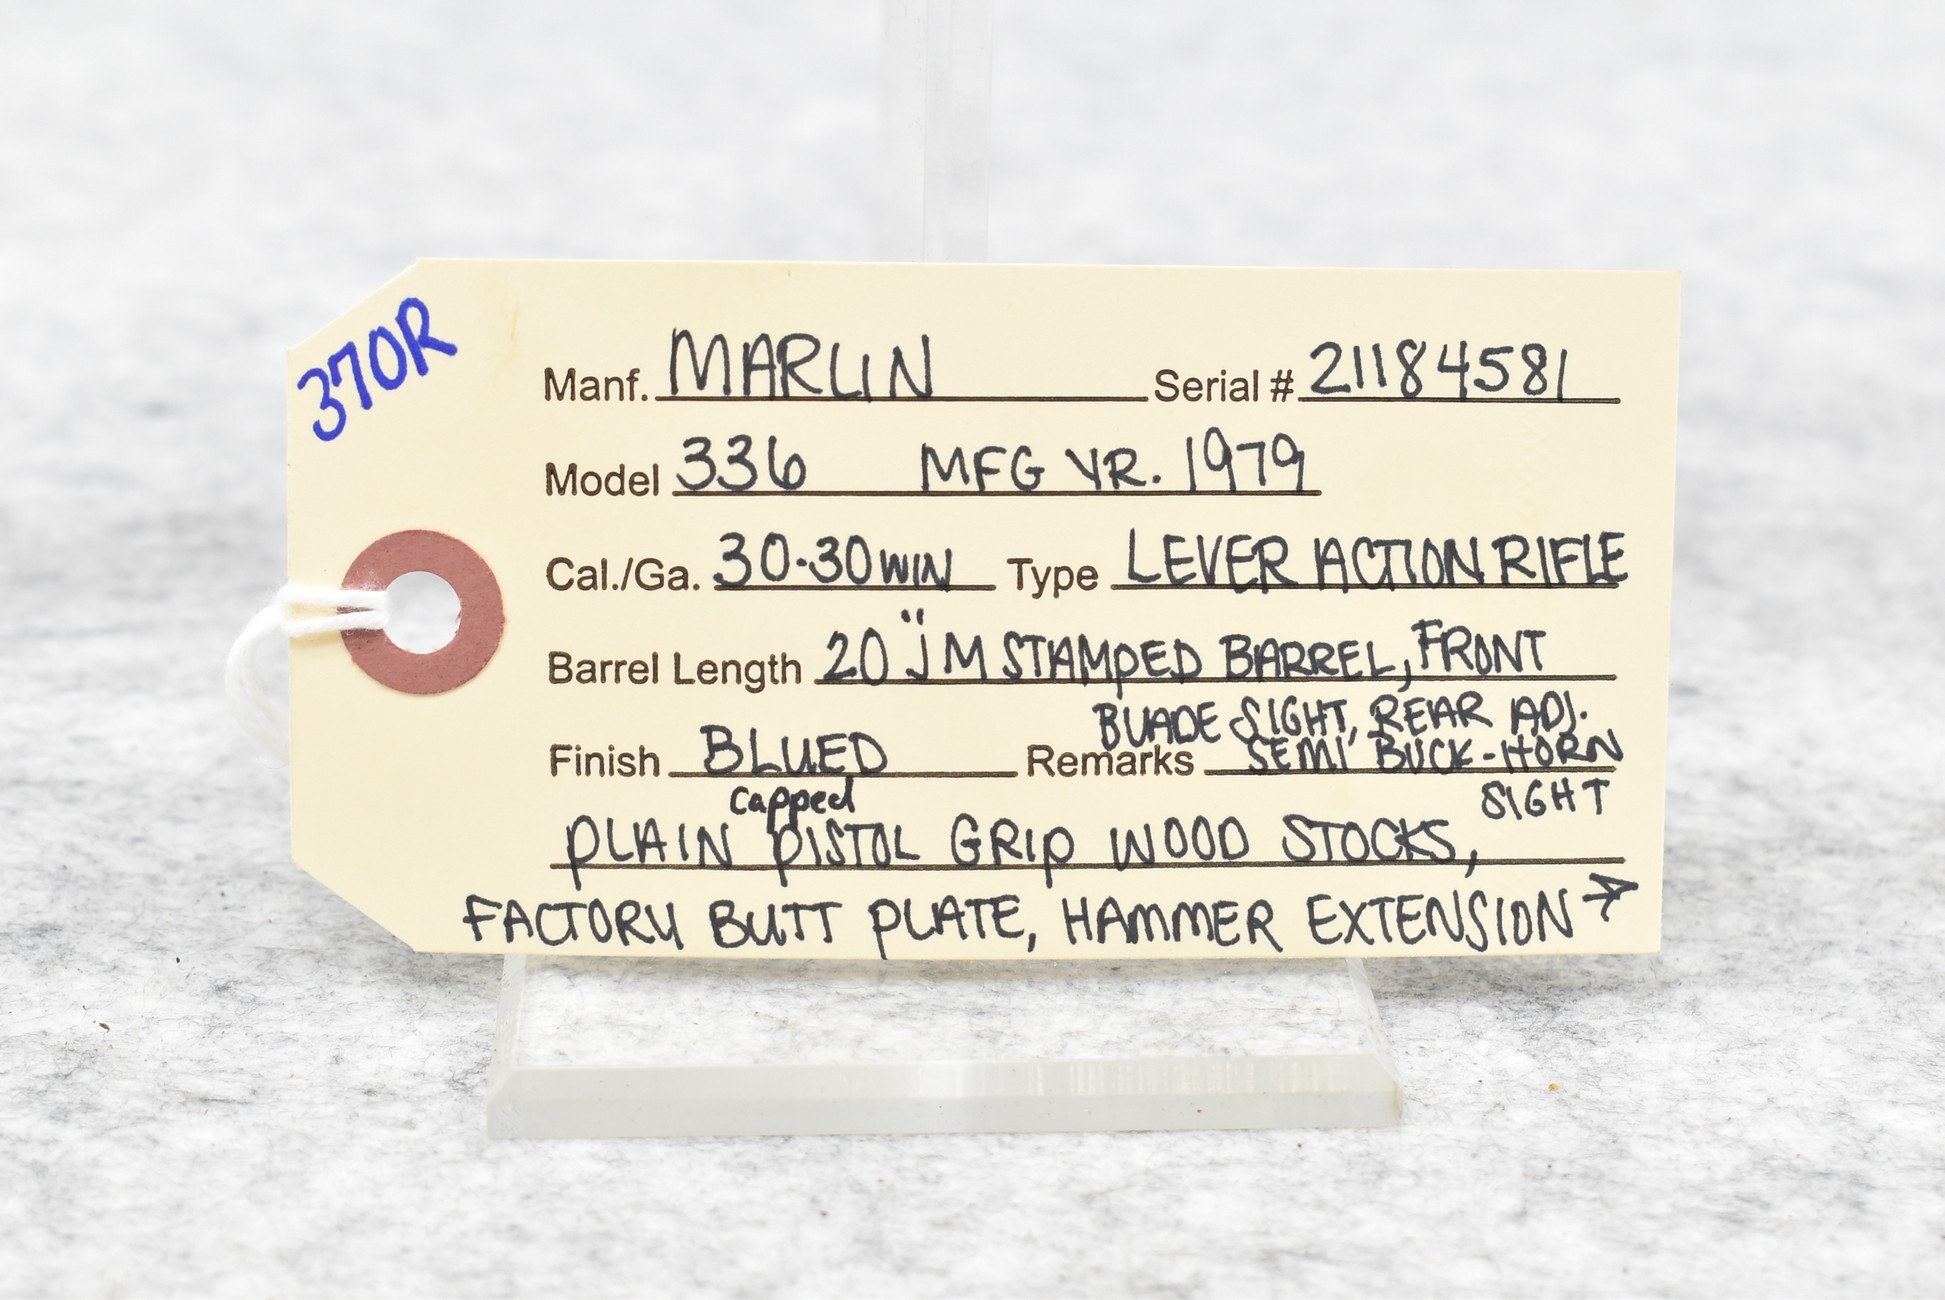 370R
Manf. MARLIN Serial # 21184581
Model 336 MFG YR. 1979
Cal./Ga. 30-30 WIN Type LEVER ACTION RIFLE
Barrel Length 20" JM STAMPED BARREL, FRONT
BLADE SIGHT, REAR ADJ.
Finish BLUED Remarks SEMI BUCK-HORN
SIGHT
capped
PLAIN PISTOL GRIP WOOD STOCKS,
FACTORY BUTT PLATE, HAMMER EXTENSION →